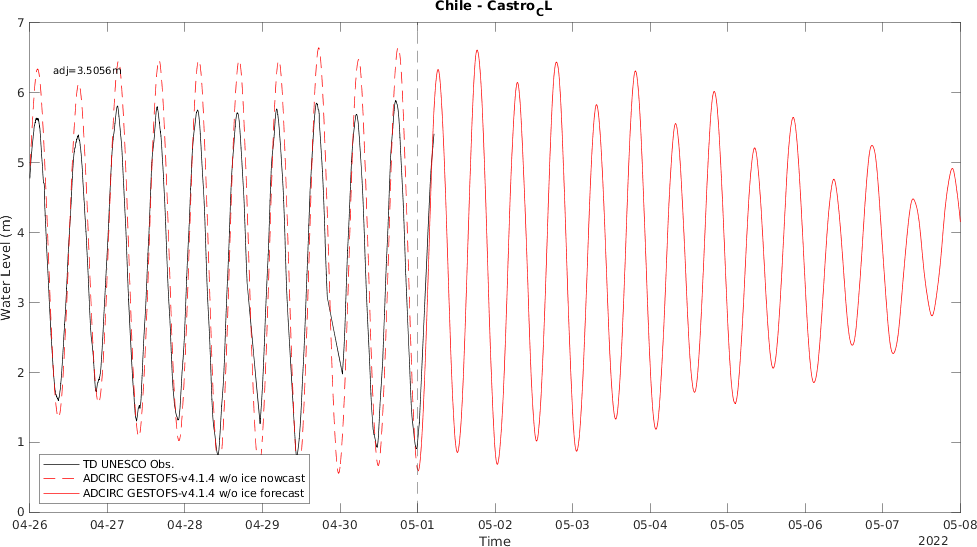 Chile - Castro_CL
7
6
5
4
3
2
1
0
Water Level (m)
adj=3.5056m
TD UNESCO Obs.
ADCIRC GESTOFS-v4.1.4 w/o ice nowcast
ADCIRC GESTOFS-v4.1.4 w/o ice forecast
04-26 04-27 04-28 04-29 04-30 05-01 05-02 05-03 05-04 05-05 05-06 05-07 05-08
Time
2022